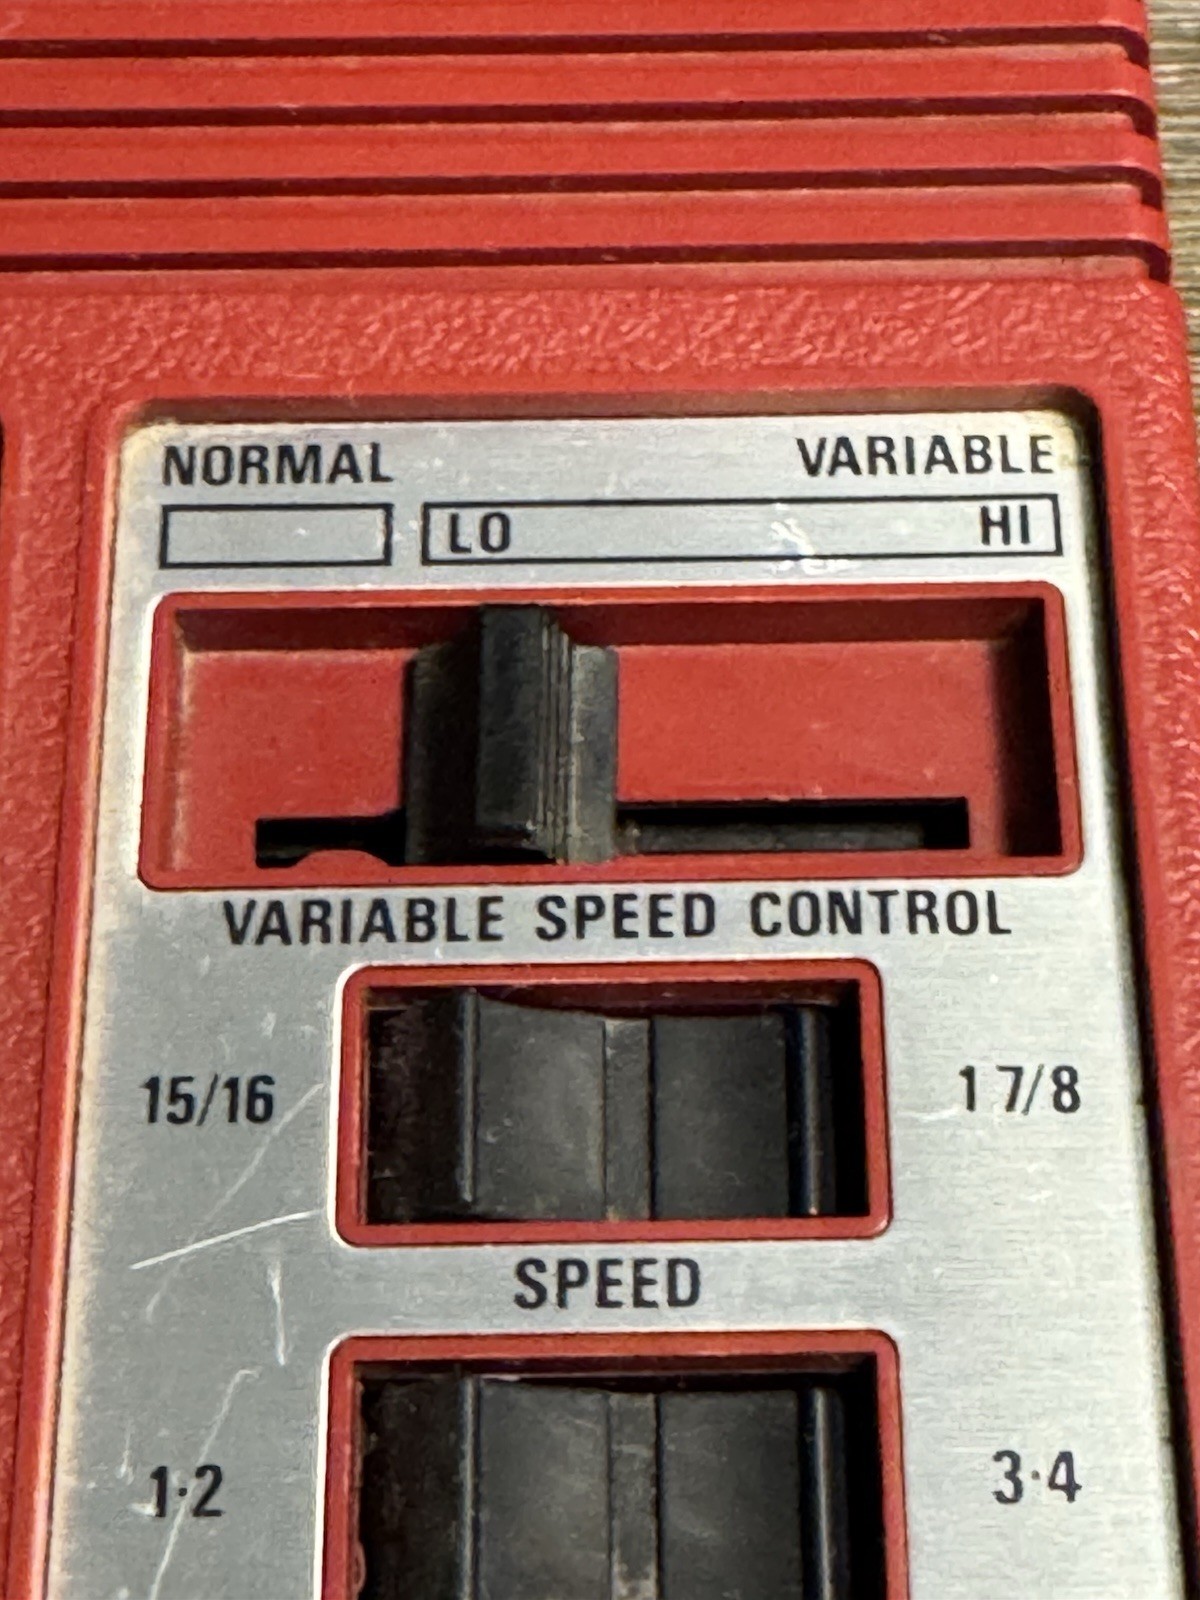 NORMAL VARIABLE
LO HI
VARIABLE SPEED CONTROL
15/16 1 7/8
SPEED
1·2 3·4